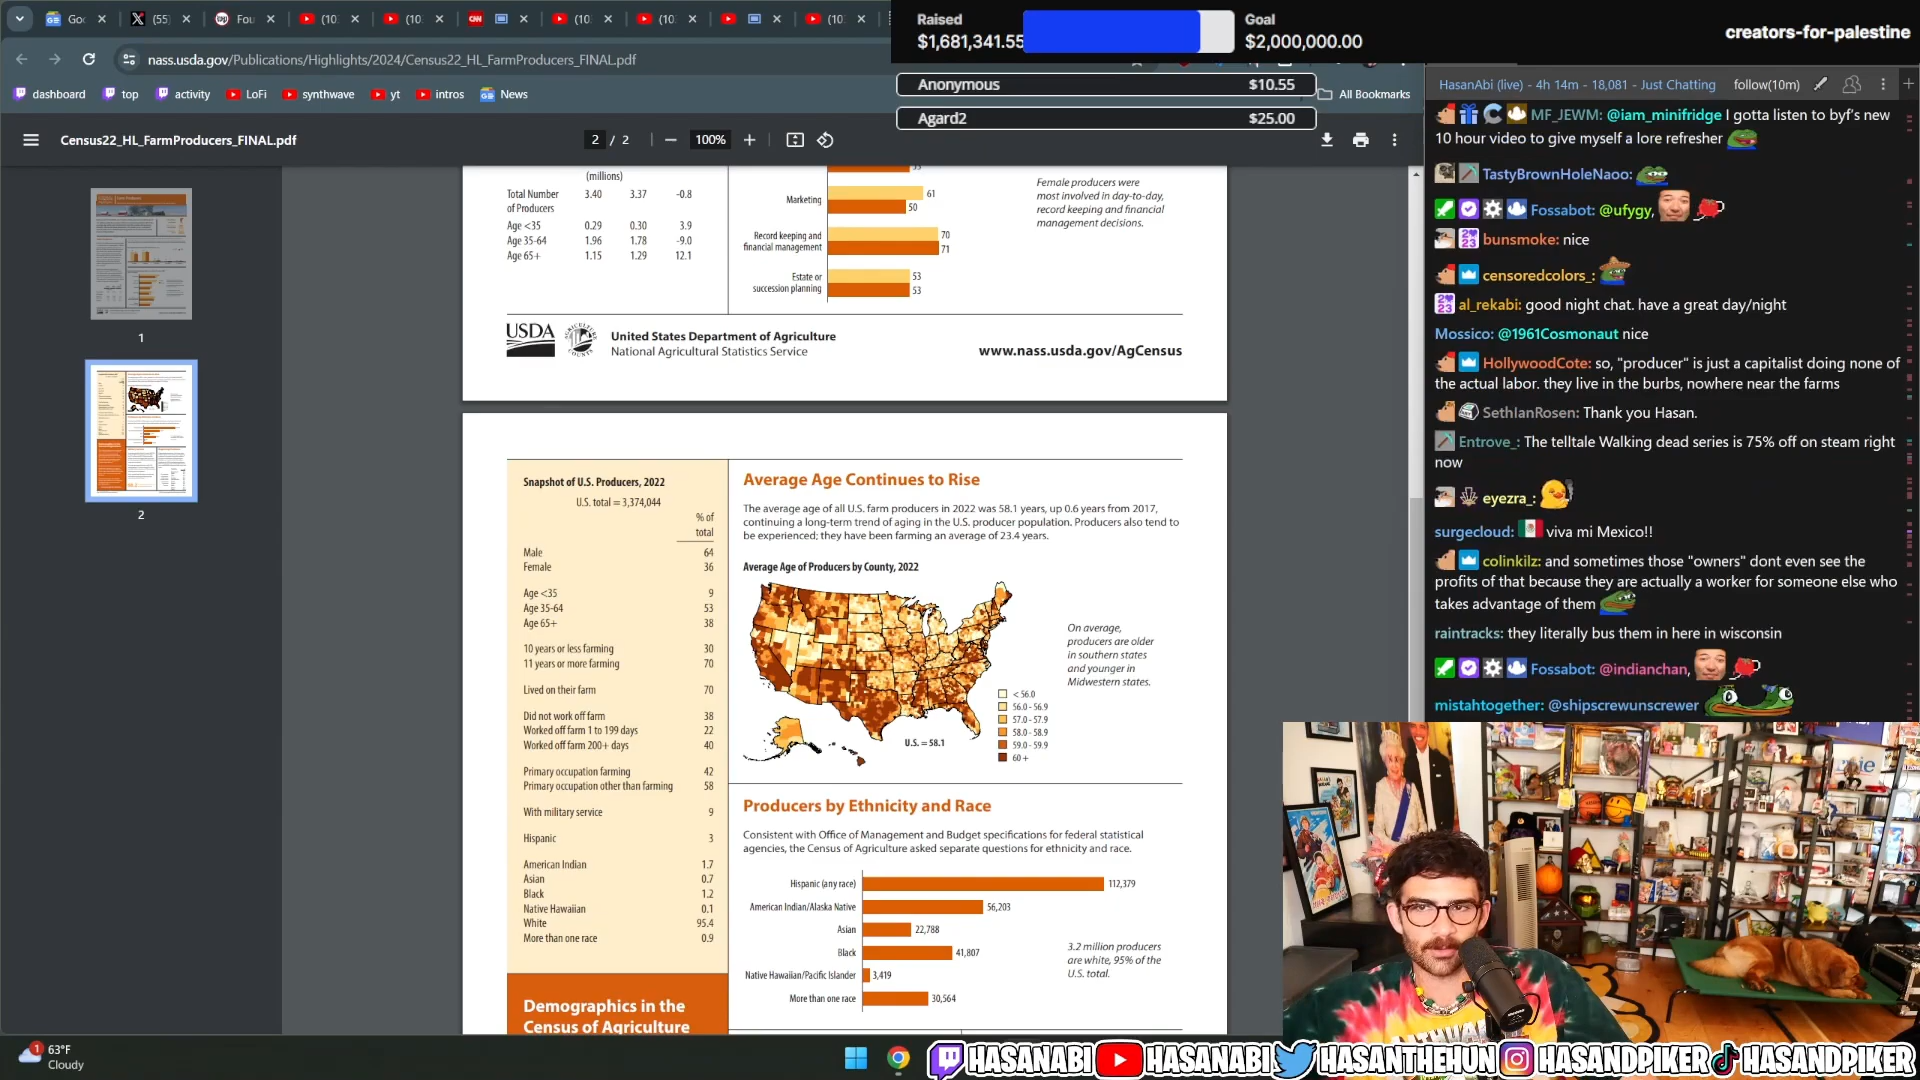 Raised
$1,681,341.55
Goal
$2,000,000.00
creators-for-palestine
Anonymous $10.55
Agard2 $25.00
Goo
(55)
Fou
(10
(10
CNN
(10
(10
(10
nass.usda.gov/Publications/Highlights/2024/Census22_HL_FarmProducers_FINAL.pdf
dashboard top activity LoFi synthwave yt intros News
All Bookmarks
Census22_HL_FarmProducers_FINAL.pdf
2 / 2
100%
1
2
(millions)
Total Number
of Producers
3.40 3.37 -0.8
Age <35 0.29 0.30 3.9
Age 35-64 1.96 1.78 -9.0
Age 65+ 1.15 1.29 12.1
Marketing
61
50
Record keeping and
financial management
70
71
Estate or
succession planning
53
53
Female producers were
most involved in day-to-day,
record keeping and financial
management decisions.
USDA
United States Department of Agriculture
National Agricultural Statistics Service
www.nass.usda.gov/AgCensus
Snapshot of U.S. Producers, 2022
U.S. total = 3,374,044
% of
total
Male 64
Female 36
Age <35 9
Age 35-64 53
Age 65+ 38
10 years or less farming 30
11 years or more farming 70
Lived on their farm 70
Did not work off farm 38
Worked off farm 1 to 199 days 22
Worked off farm 200+ days 40
Primary occupation farming 42
Primary occupation other than farming 58
With military service 9
Hispanic 3
American Indian 1.7
Asian 0.7
Black 1.2
Native Hawaiian 0.1
White 95.4
More than one race 0.9
Demographics in the
Census of Agriculture
Average Age Continues to Rise
The average age of all U.S. farm producers in 2022 was 58.1 years, up 0.6 years from 2017,
continuing a long-term trend of aging in the U.S. producer population. Producers also tend to
be experienced; they have been farming an average of 23.4 years.
Average Age of Producers by County, 2022
On average,
producers are older
in southern states
and younger in
Midwestern states.
< 56.0
56.0 - 56.9
57.0 - 57.9
58.0 - 58.9
59.0 - 59.9
60 +
U.S. = 58.1
Producers by Ethnicity and Race
Consistent with Office of Management and Budget specifications for federal statistical
agencies, the Census of Agriculture asked separate questions for ethnicity and race.
Hispanic (any race) 112,379
American Indian/Alaska Native 56,203
Asian 22,788
Black 41,807
Native Hawaiian/Pacific Islander 3,419
More than one race 30,564
3.2 million producers
are white, 95% of the
U.S. total.
HasanAbi (live) - 4h 14m - 18,081 - Just Chatting follow(10m)
MF_JEWM: @iam_minifridge I gotta listen to byf's new
10 hour video to give myself a lore refresher
TastyBrownHoleNaoo:
Fossabot: @ufygy,
bunsmoke: nice
censoredcolors_:
al_rekabi: good night chat. have a great day/night
Mossico: @1961Cosmonaut nice
HollywoodCote: so, "producer" is just a capitalist doing none of
the actual labor. they live in the burbs, nowhere near the farms
SethIanRosen: Thank you Hasan.
Entrove_: The telltale Walking dead series is 75% off on steam right
now
eyezra_:
surgecloud: viva mi Mexico!!
colinkilz: and sometimes those "owners" dont even see the
profits of that because they are actually a worker for someone else who
takes advantage of them
raintracks: they literally bus them in here in wisconsin
Fossabot: @indianchan,
mistahtogether: @shipscrewunscrewer
63°F
Cloudy
1
HASANABI HASANABI HASANTHEHUN HASANDPIKER HASANDPIKER